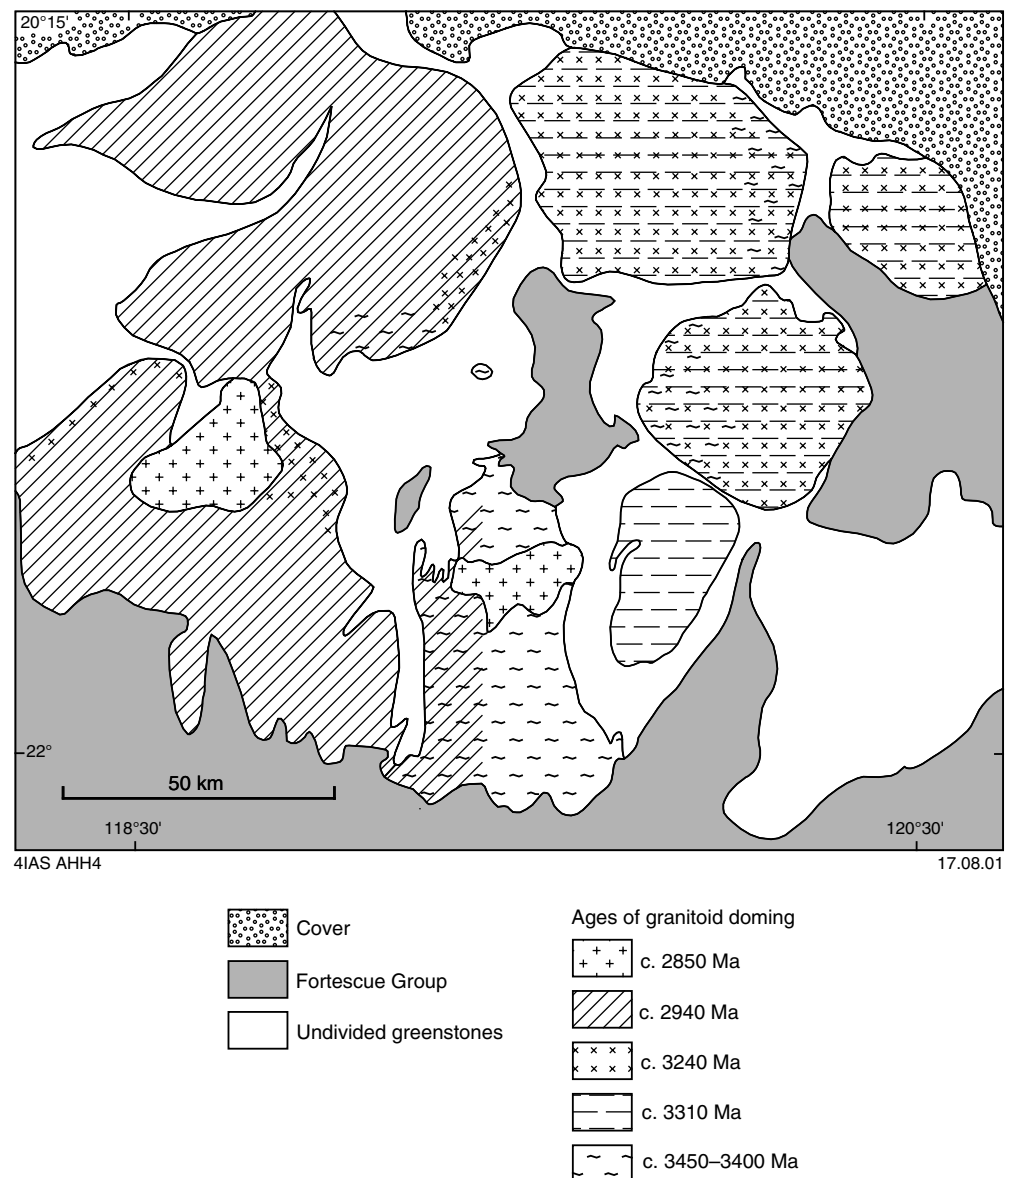 20°15'
22°
50 km
118°30'
120°30'
4IAS AHH4
17.08.01
Cover
Fortescue Group
Undivided greenstones
Ages of granitoid doming
c. 2850 Ma
c. 2940 Ma
c. 3240 Ma
c. 3310 Ma
c. 3450–3400 Ma